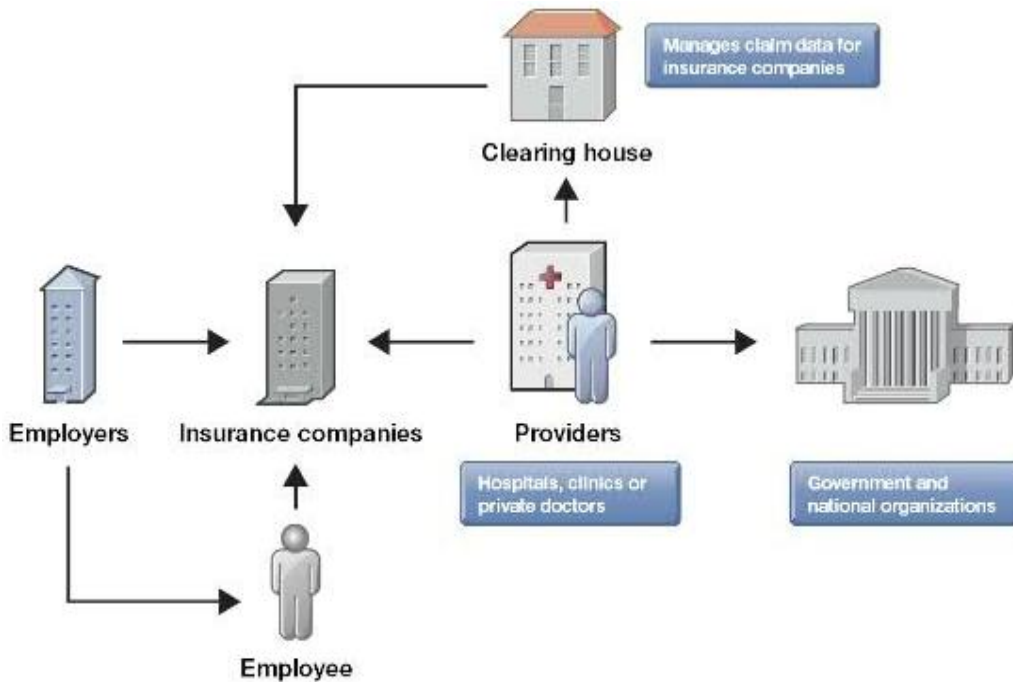 Manages claim data for
insurance companies
Clearing house
Employers
Insurance companies
Providers
Hospitals, clinics or
private doctors
Government and
national organizations
Employee